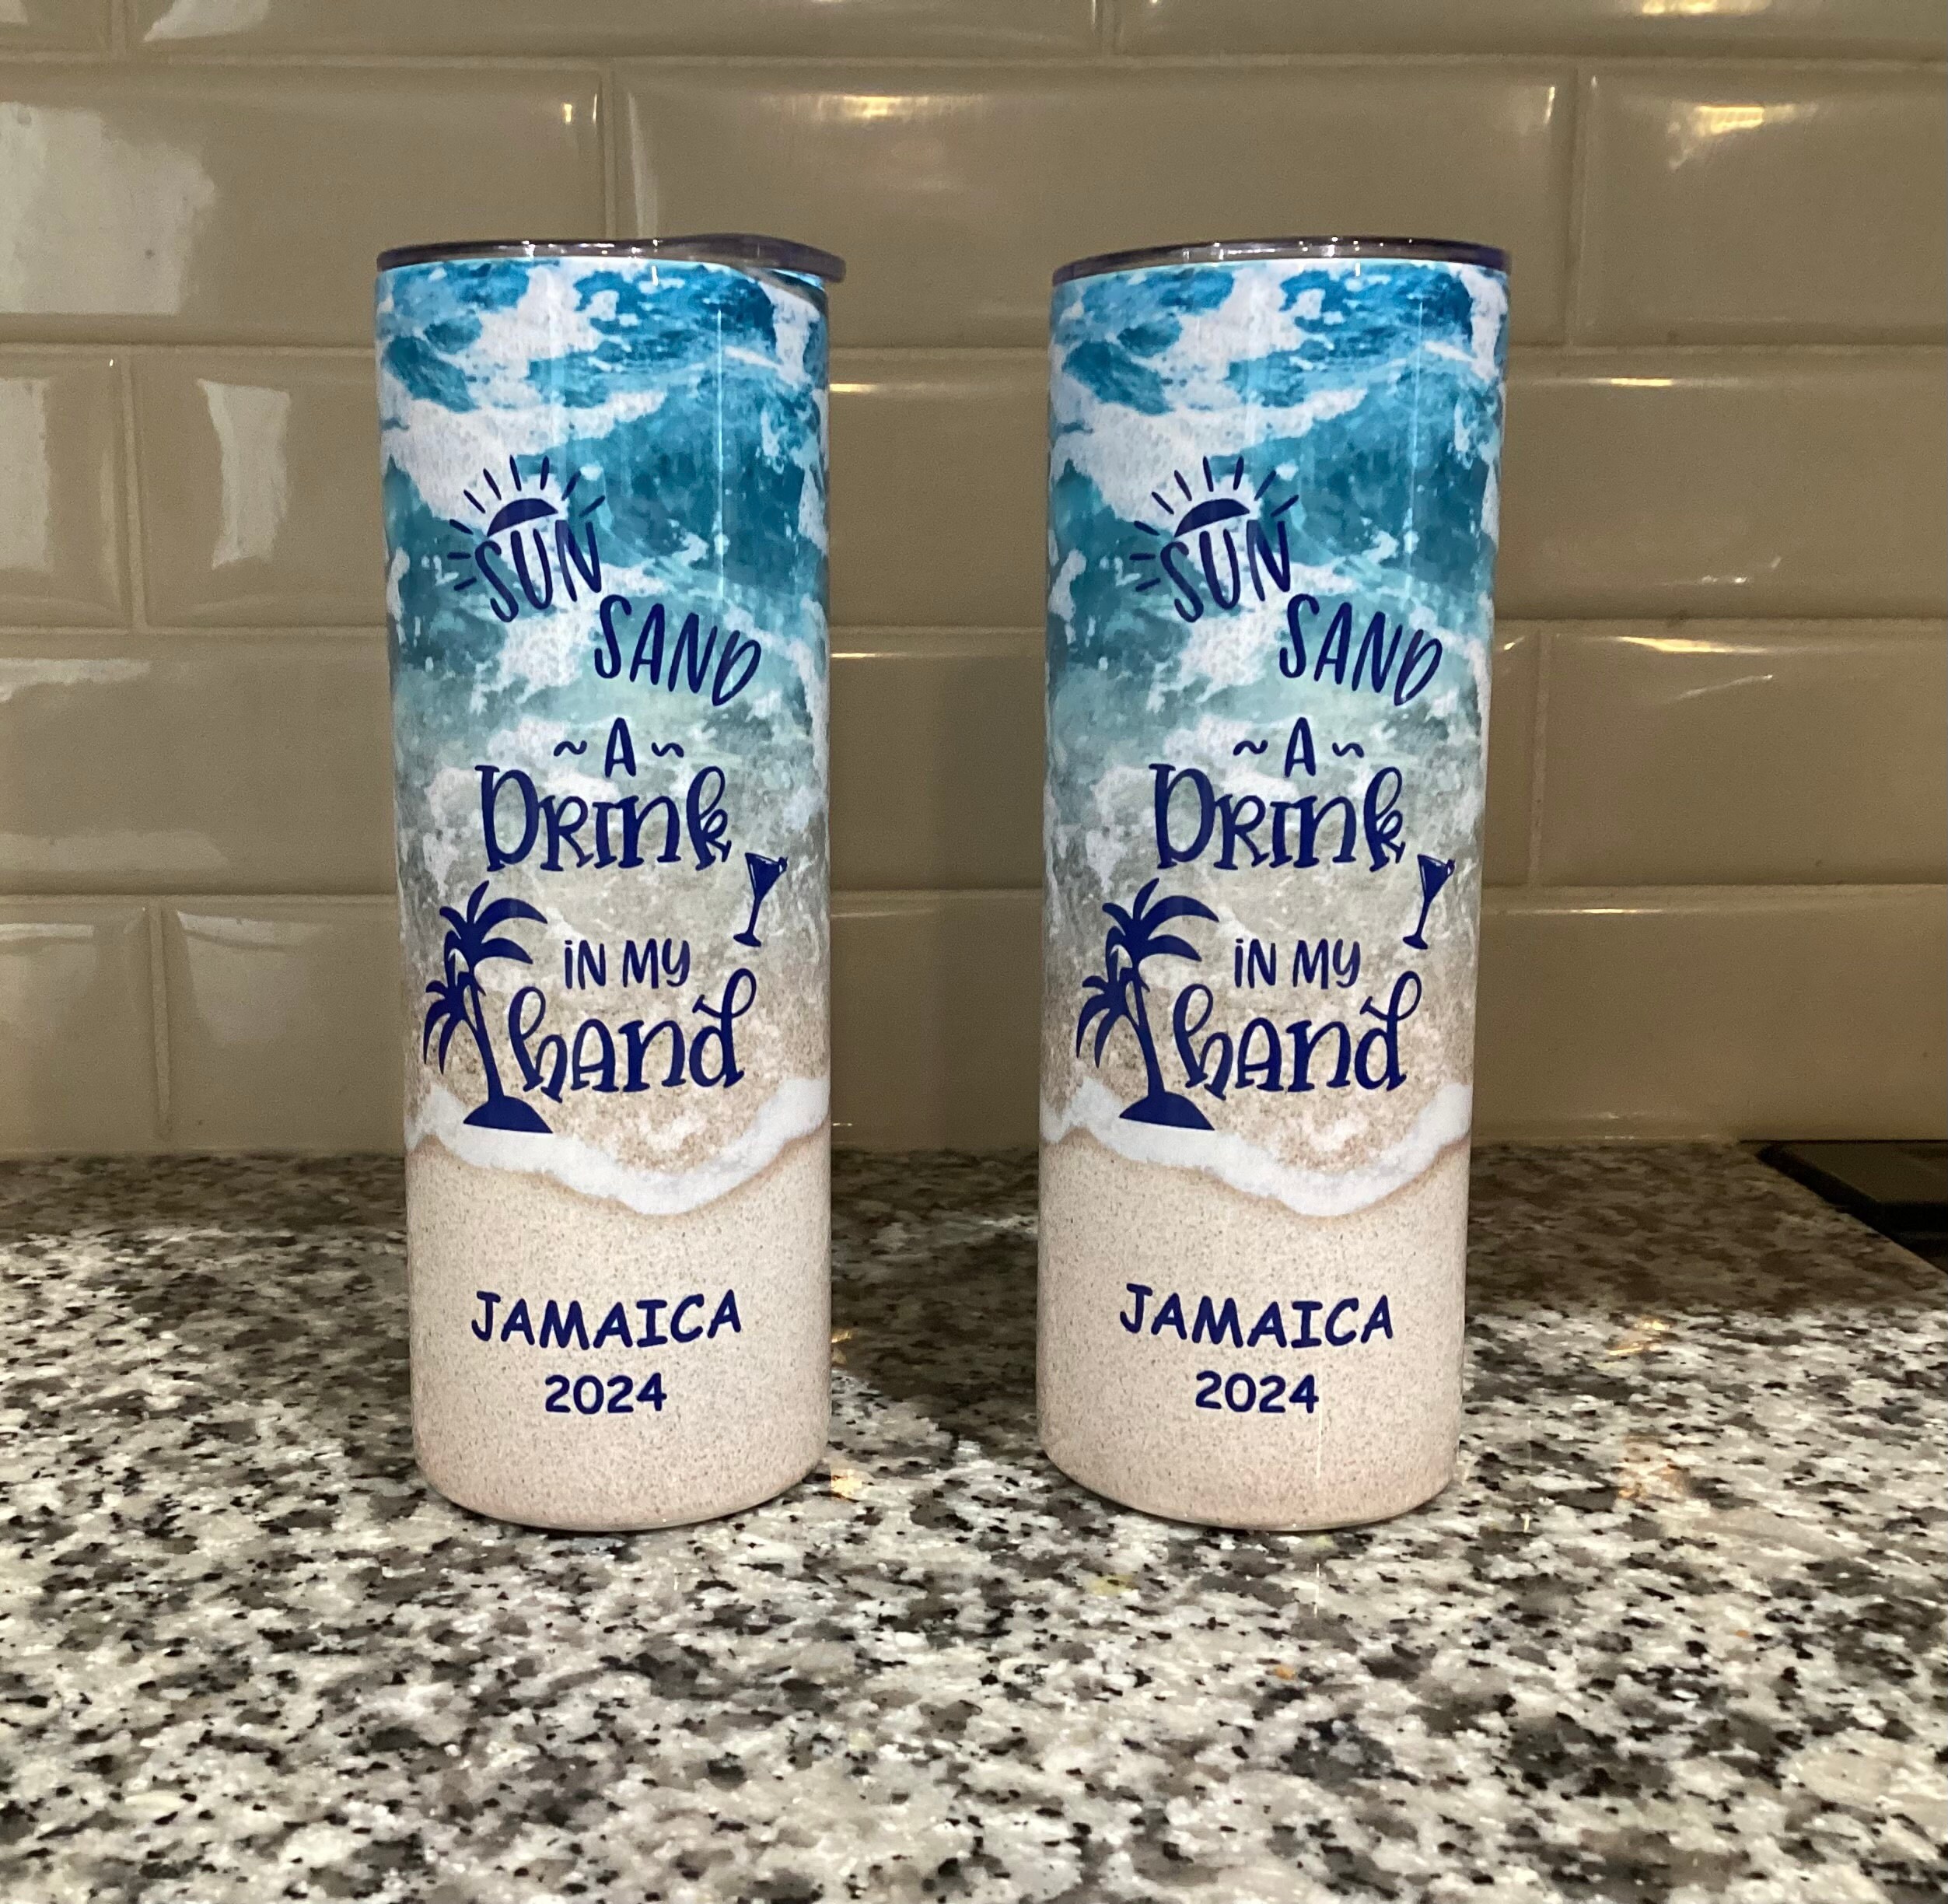 SUN
SAND
~ A ~
Drink
iN MY
hand
JAMAICA
2024
SUN
SAND
~ A ~
Drink
iN MY
hand
JAMAICA
2024